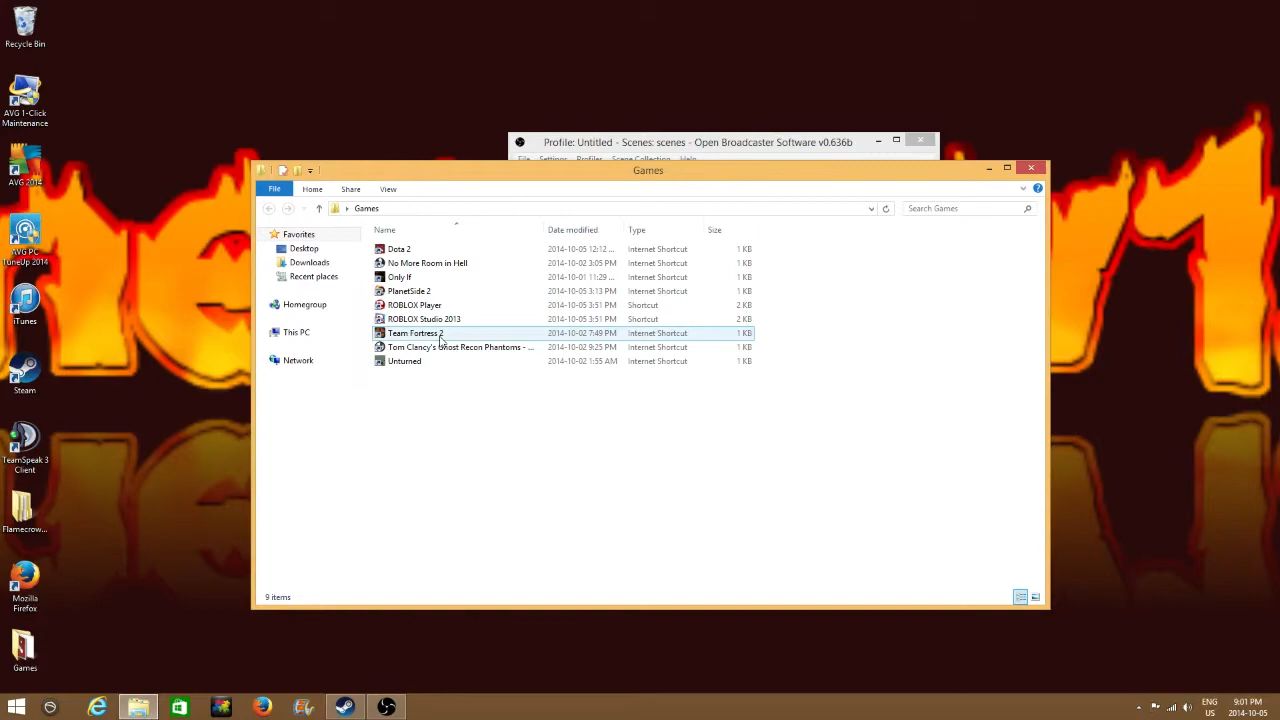 Recycle Bin
AVG 1-Click
Maintenance
AVG 2014
AVG PC
TuneUp 2014
iTunes
Steam
TeamSpeak 3
Client
Flamecrow...
Mozilla
Firefox
Games
Profile: Untitled - Scenes: scenes - Open Broadcaster Software v0.636b
File Settings Profiles Scene Collection Help
Games
File Home Share View
Games
Search Games
Favorites
Desktop
Downloads
Recent places
Homegroup
This PC
Network
Name Date modified Type Size
Dota 2 2014-10-05 12:12 ... Internet Shortcut 1 KB
No More Room in Hell 2014-10-02 3:05 PM Internet Shortcut 1 KB
Only If 2014-10-01 11:29 ... Internet Shortcut 1 KB
PlanetSide 2 2014-10-05 3:13 PM Internet Shortcut 1 KB
ROBLOX Player 2014-10-05 3:51 PM Shortcut 2 KB
ROBLOX Studio 2013 2014-10-05 3:51 PM Shortcut 2 KB
Team Fortress 2 2014-10-02 7:49 PM Internet Shortcut 1 KB
Tom Clancy's Ghost Recon Phantoms - ... 2014-10-02 9:25 PM Internet Shortcut 1 KB
Unturned 2014-10-02 1:55 AM Internet Shortcut 1 KB
9 items
ENG
US
9:01 PM
2014-10-05